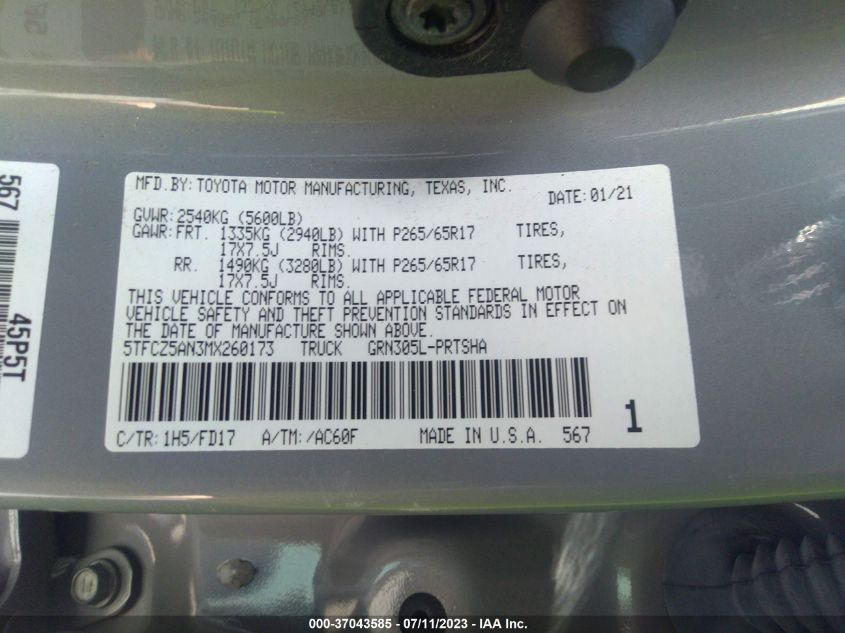 MFD.BY:TOYOTA MOTOR MANUFACTURING, TEXAS, INC.
DATE:01/21
GVWR:2540KG (5600LB)
GAWR:FRT. 1335KG (2940LB) WITH P265/65R17 TIRES,
17X7.5J RIMS.
RR. 1490KG (3280LB) WITH P265/65R17 TIRES,
17X7.5J RIMS.
THIS VEHICLE CONFORMS TO ALL APPLICABLE FEDERAL MOTOR
VEHICLE SAFETY AND THEFT PREVENTION STANDARDS IN EFFECT ON
THE DATE OF MANUFACTURE SHOWN ABOVE.
5TFCZ5AN3MX260173 TRUCK GRN305L-PRTSHA
1
C/TR:1H5/FD17 A/TM:/AC60F MADE IN U.S.A. 567
567
45P5T
000-37043585 - 07/11/2023 - IAA Inc.